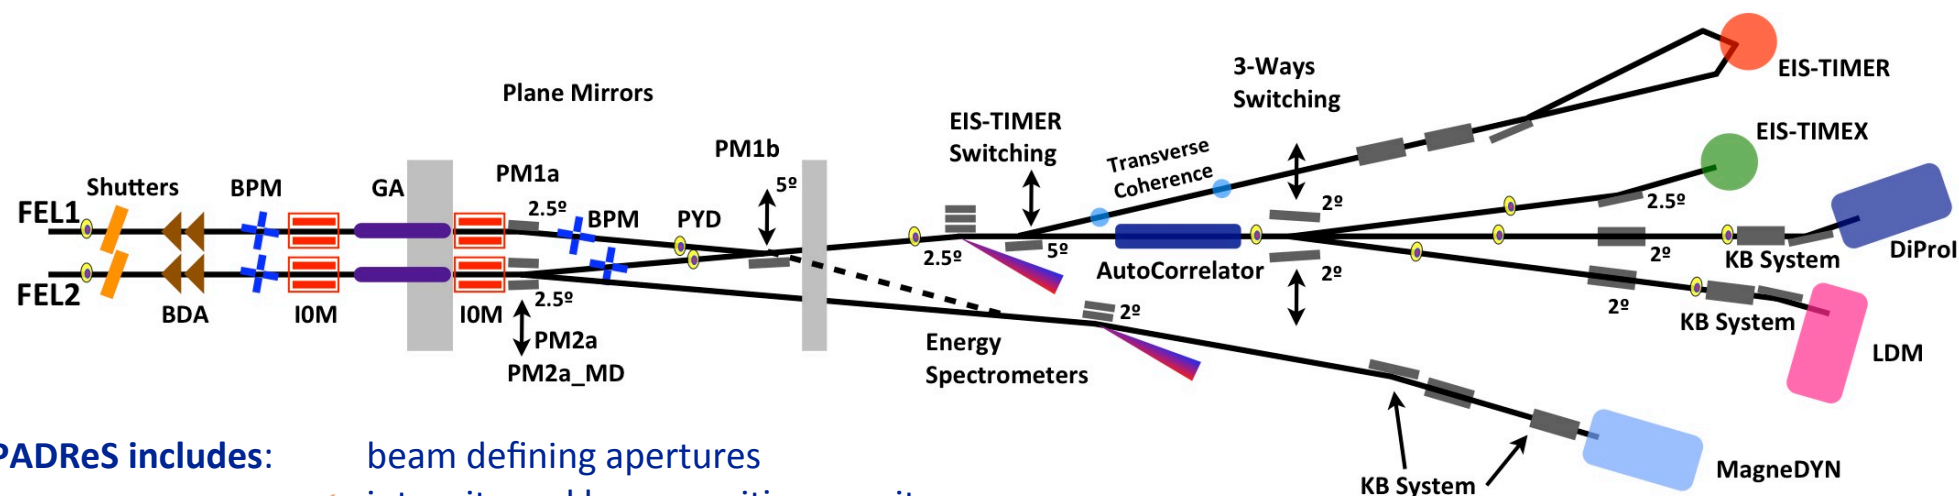 Plane Mirrors
3-Ways
Switching
EIS-TIMER
EIS-TIMER
Switching
Transverse
Coherence
EIS-TIMEX
PM1b
5º
Shutters
BPM
GA
PM1a
2.5º
BPM
PYD
FEL1
FEL2
2º
2.5º
2.5º
5º
AutoCorrelator
2º
2º
KB System
DiProI
BDA
I0M
I0M
2.5º
PM2a
PM2a_MD
Energy
Spectrometers
2º
2º
KB System
LDM
MagneDYN
KB System
PADReS includes:
beam defining apertures